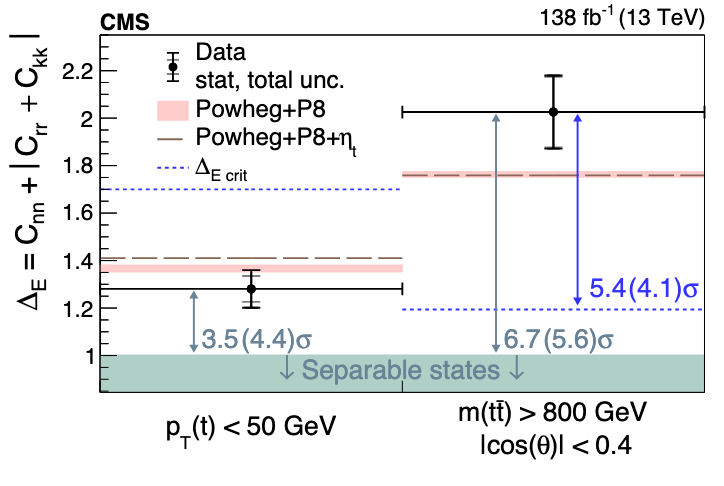 CMS
138 fb⁻¹ (13 TeV)
Δ_E = C_nn + | C_rr + C_kk |
Data
stat, total unc.
Powheg+P8
Powheg+P8+η_t
Δ_E crit
2.2
2
1.8
1.6
1.4
1.2
1
5.4(4.1)σ
3.5(4.4)σ
6.7(5.6)σ
↓ Separable states ↓
p_T(t) < 50 GeV
m(tt̄) > 800 GeV
|cos(θ)| < 0.4